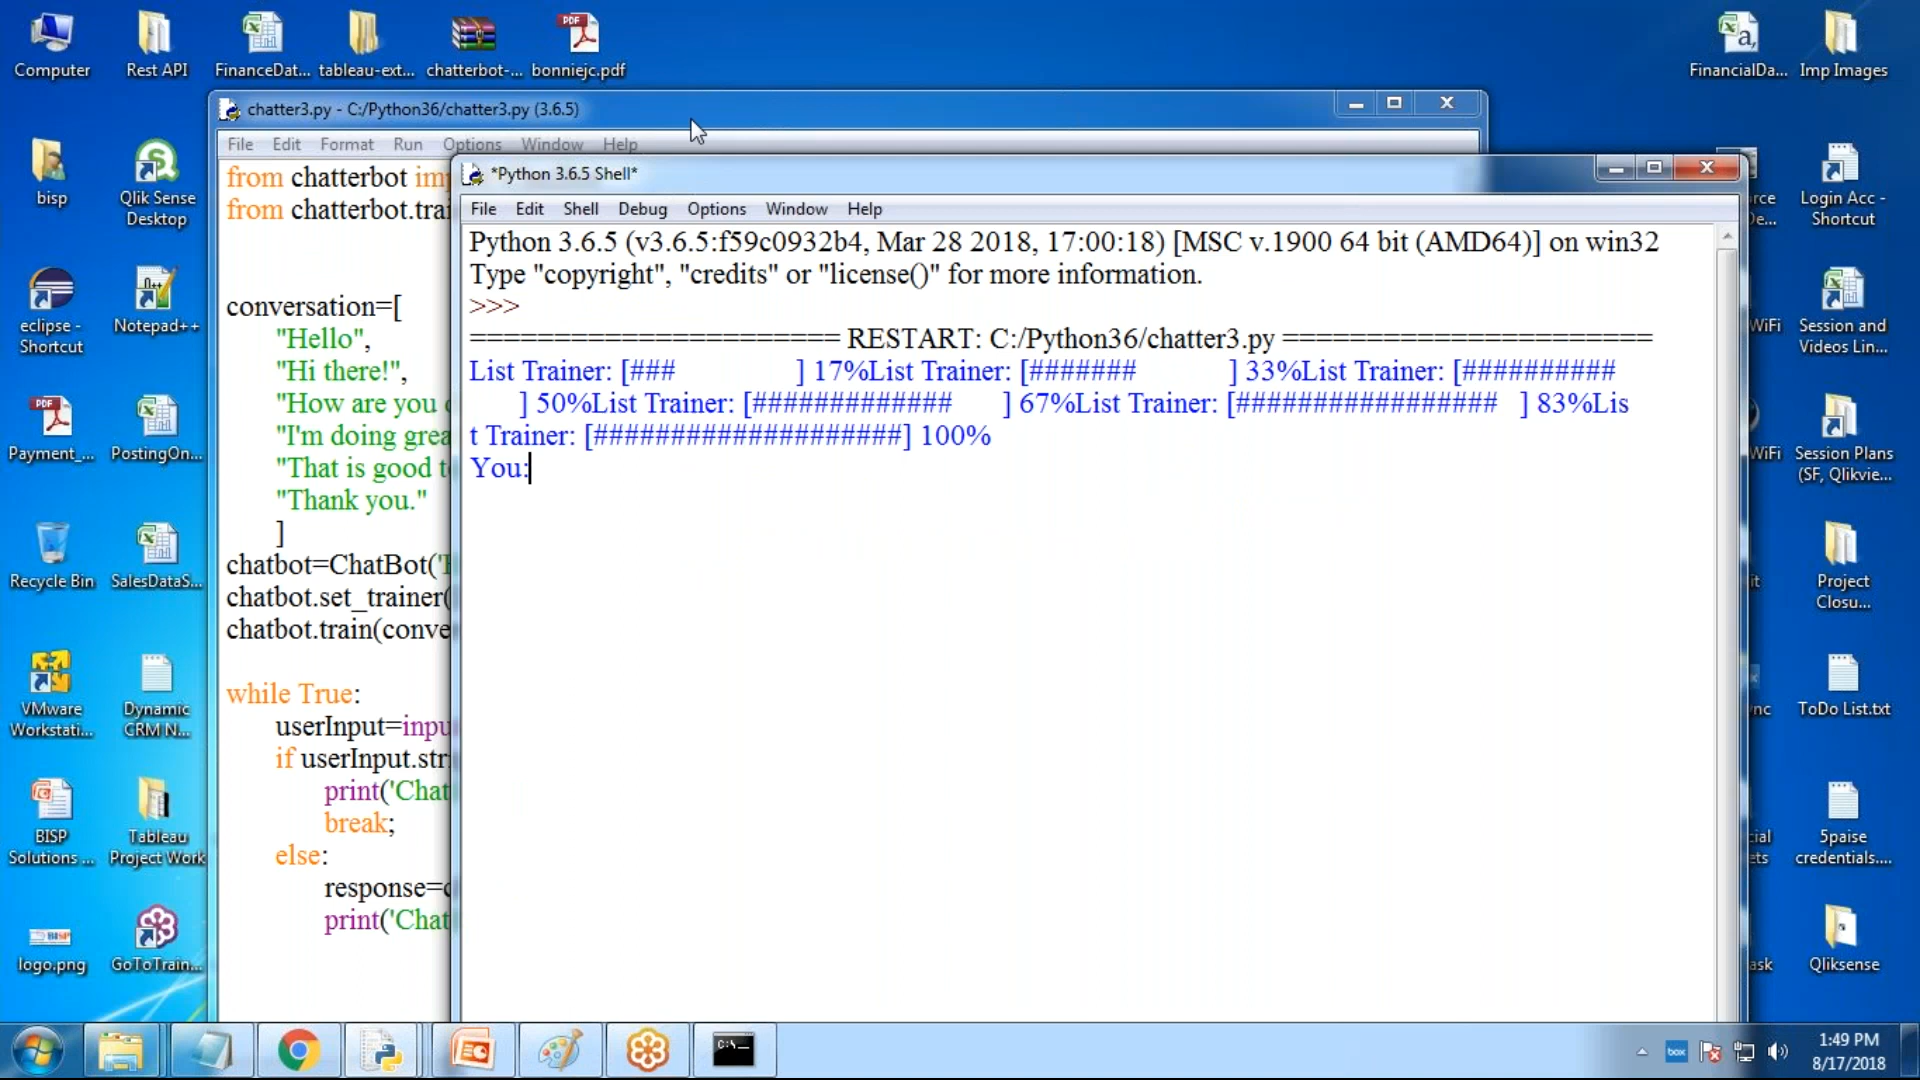 Computer
Rest API
FinanceDat...
tableau-ext...
chatterbot-...
bonniejc.pdf
FinancialDa...
Imp Images
chatter3.py - C:/Python36/chatter3.py (3.6.5)
File Edit Format Run Options Window Help
from chatterbot imp
from chatterbot.trai
conversation=[
"Hello",
"Hi there!",
"How are you
"I'm doing grea
"That is good t
"Thank you."
]
chatbot=ChatBot('
chatbot.set_trainer(
chatbot.train(conve
while True:
userInput=inpu
if userInput.stri
print('Chat
break;
else:
response=c
print('Chat
*Python 3.6.5 Shell*
File Edit Shell Debug Options Window Help
Python 3.6.5 (v3.6.5:f59c0932b4, Mar 28 2018, 17:00:18) [MSC v.1900 64 bit (AMD64)] on win32
Type "copyright", "credits" or "license()" for more information.
>>>
====================== RESTART: C:/Python36/chatter3.py ======================
List Trainer: [### ] 17%List Trainer: [####### ] 33%List Trainer: [##########
] 50%List Trainer: [############# ] 67%List Trainer: [################# ] 83%Lis
t Trainer: [####################] 100%
You:
bisp
Qlik Sense
Desktop
eclipse -
Shortcut
Notepad++
Payment_...
PostingOn...
Recycle Bin
SalesDataS...
VMware
Workstati...
Dynamic
CRM N...
BISP
Solutions ...
Tableau
Project Work
logo.png
GoToTrain...
Login Acc -
Shortcut
WiFi
Session and
Videos Lin...
WiFi
Session Plans
(SF, Qlikvie...
Project
Closu...
ToDo List.txt
5paise
credentials....
Qliksense
box
1:49 PM
8/17/2018